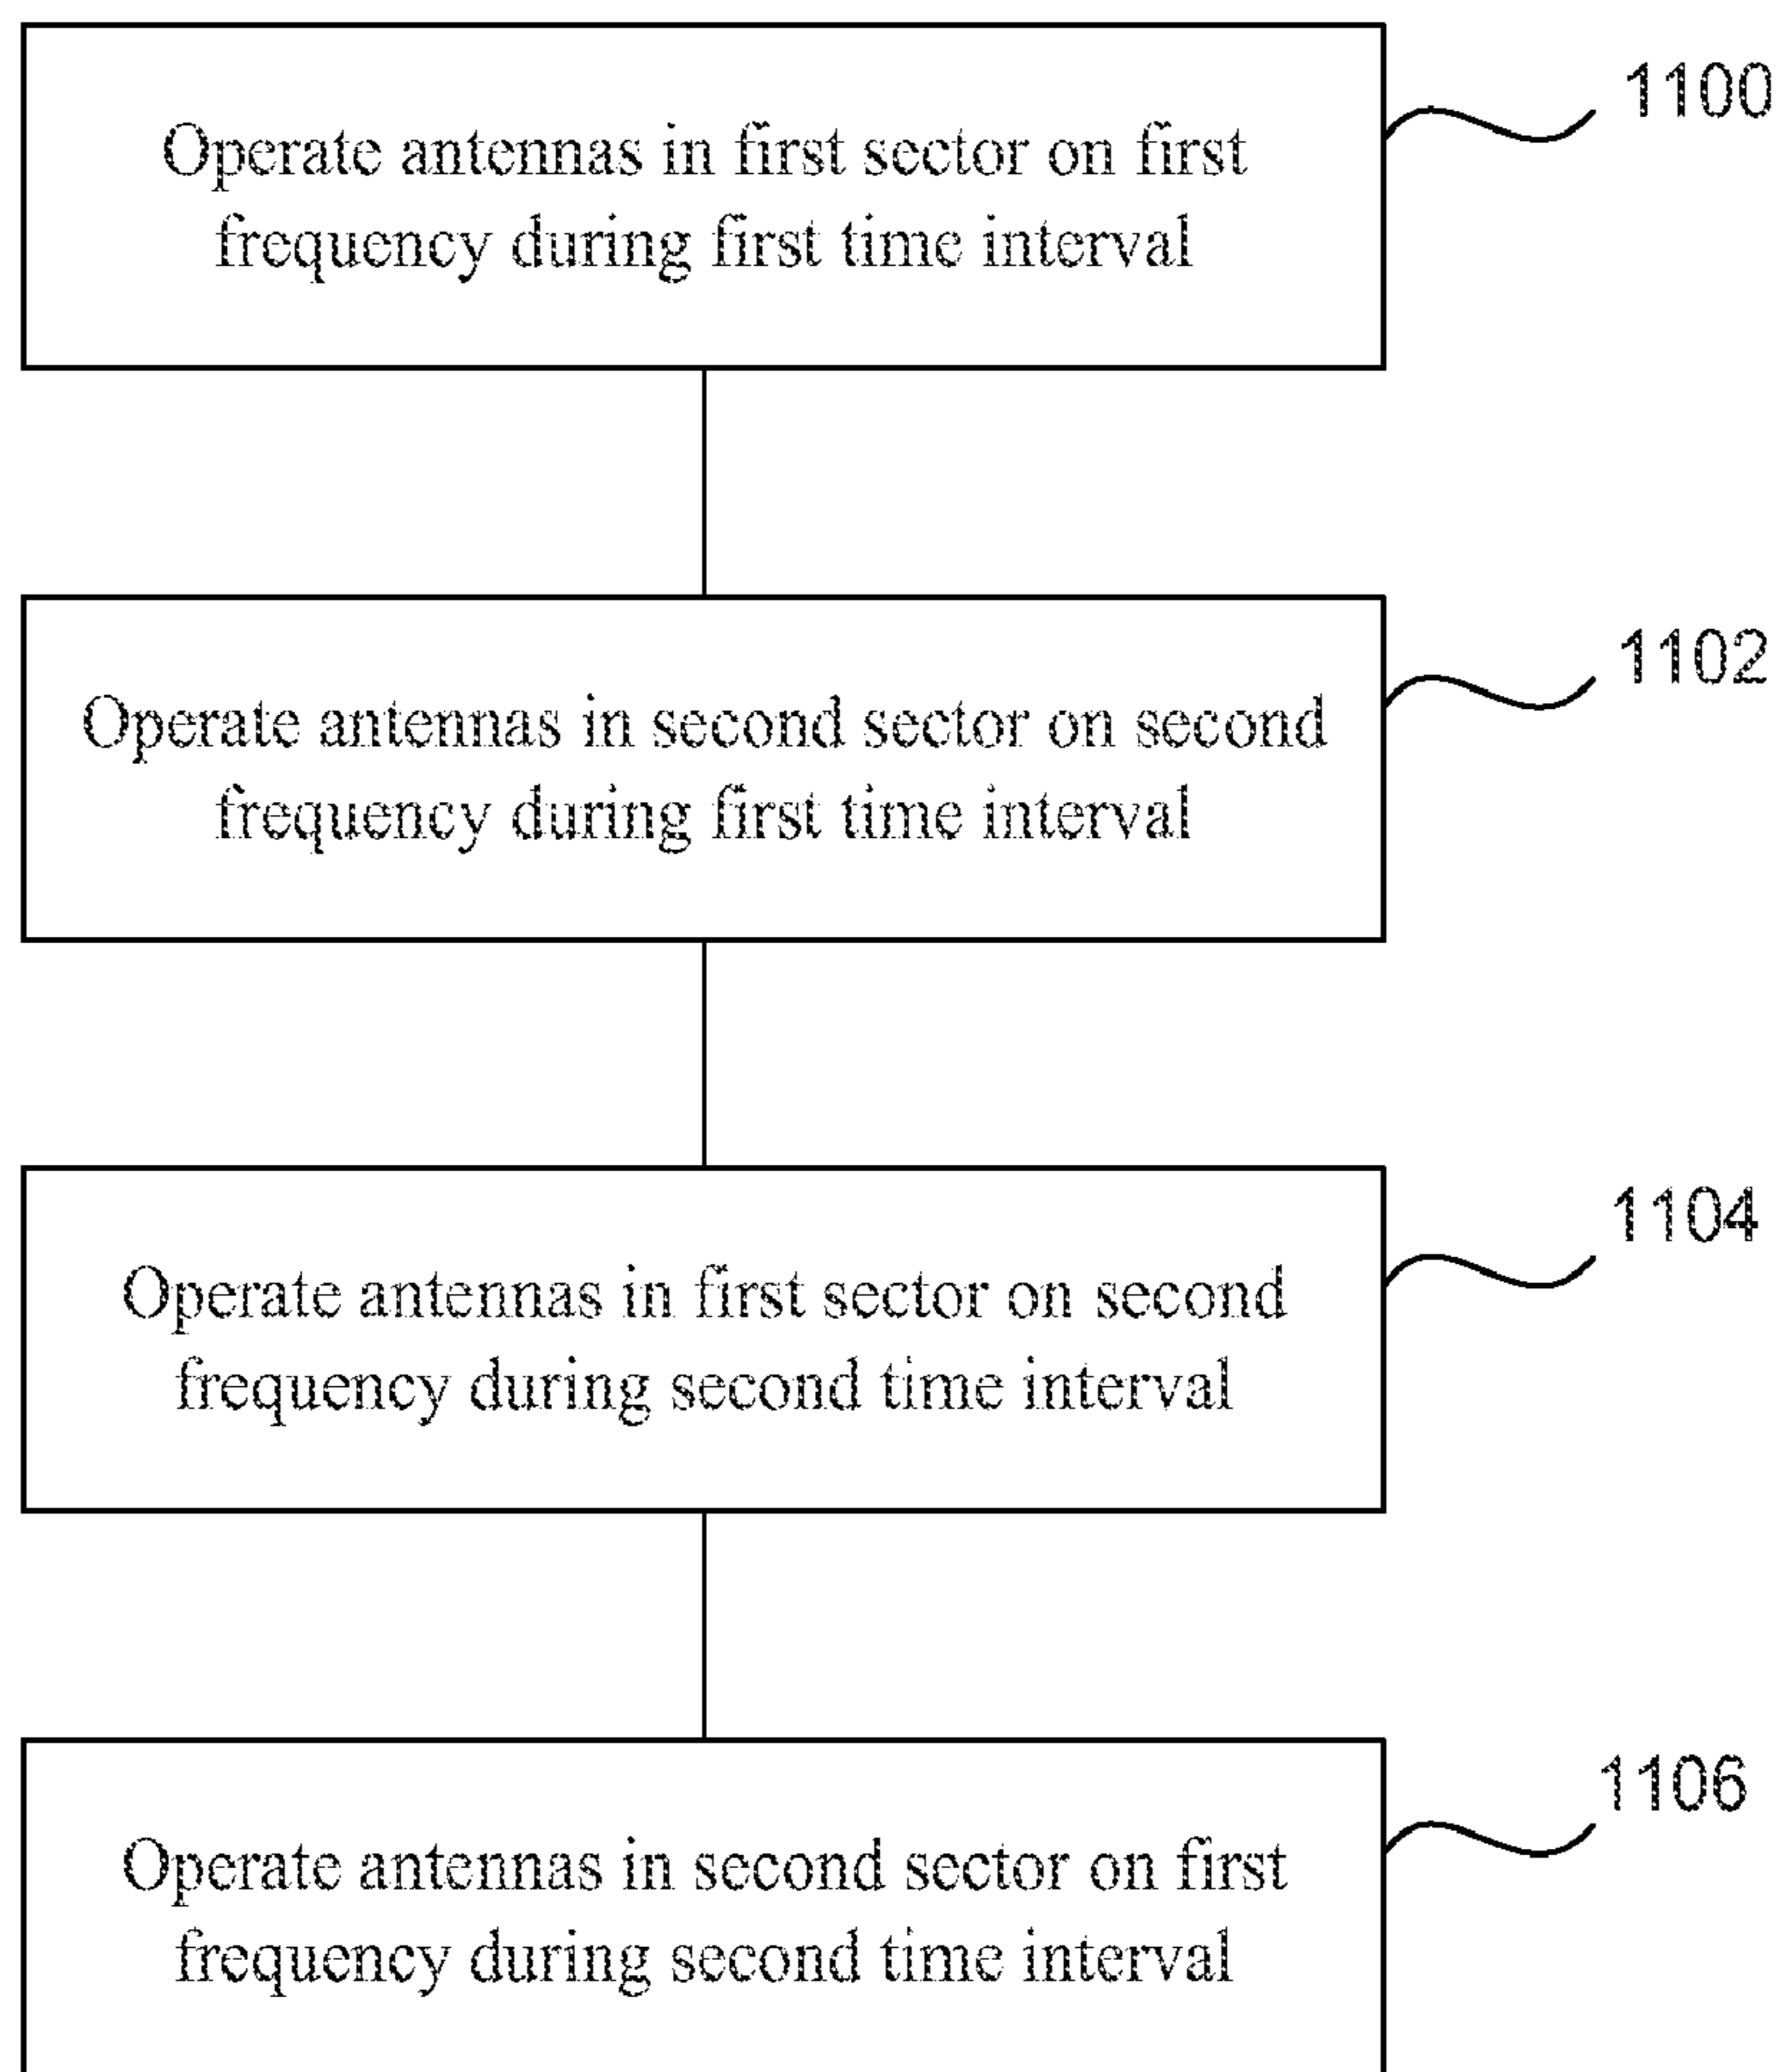 Operate antennas in first sector on first
frequency during first time interval
1100
Operate antennas in second sector on second
frequency during first time interval
1102
Operate antennas in first sector on second
frequency during second time interval
1104
Operate antennas in second sector on first
frequency during second time interval
1106